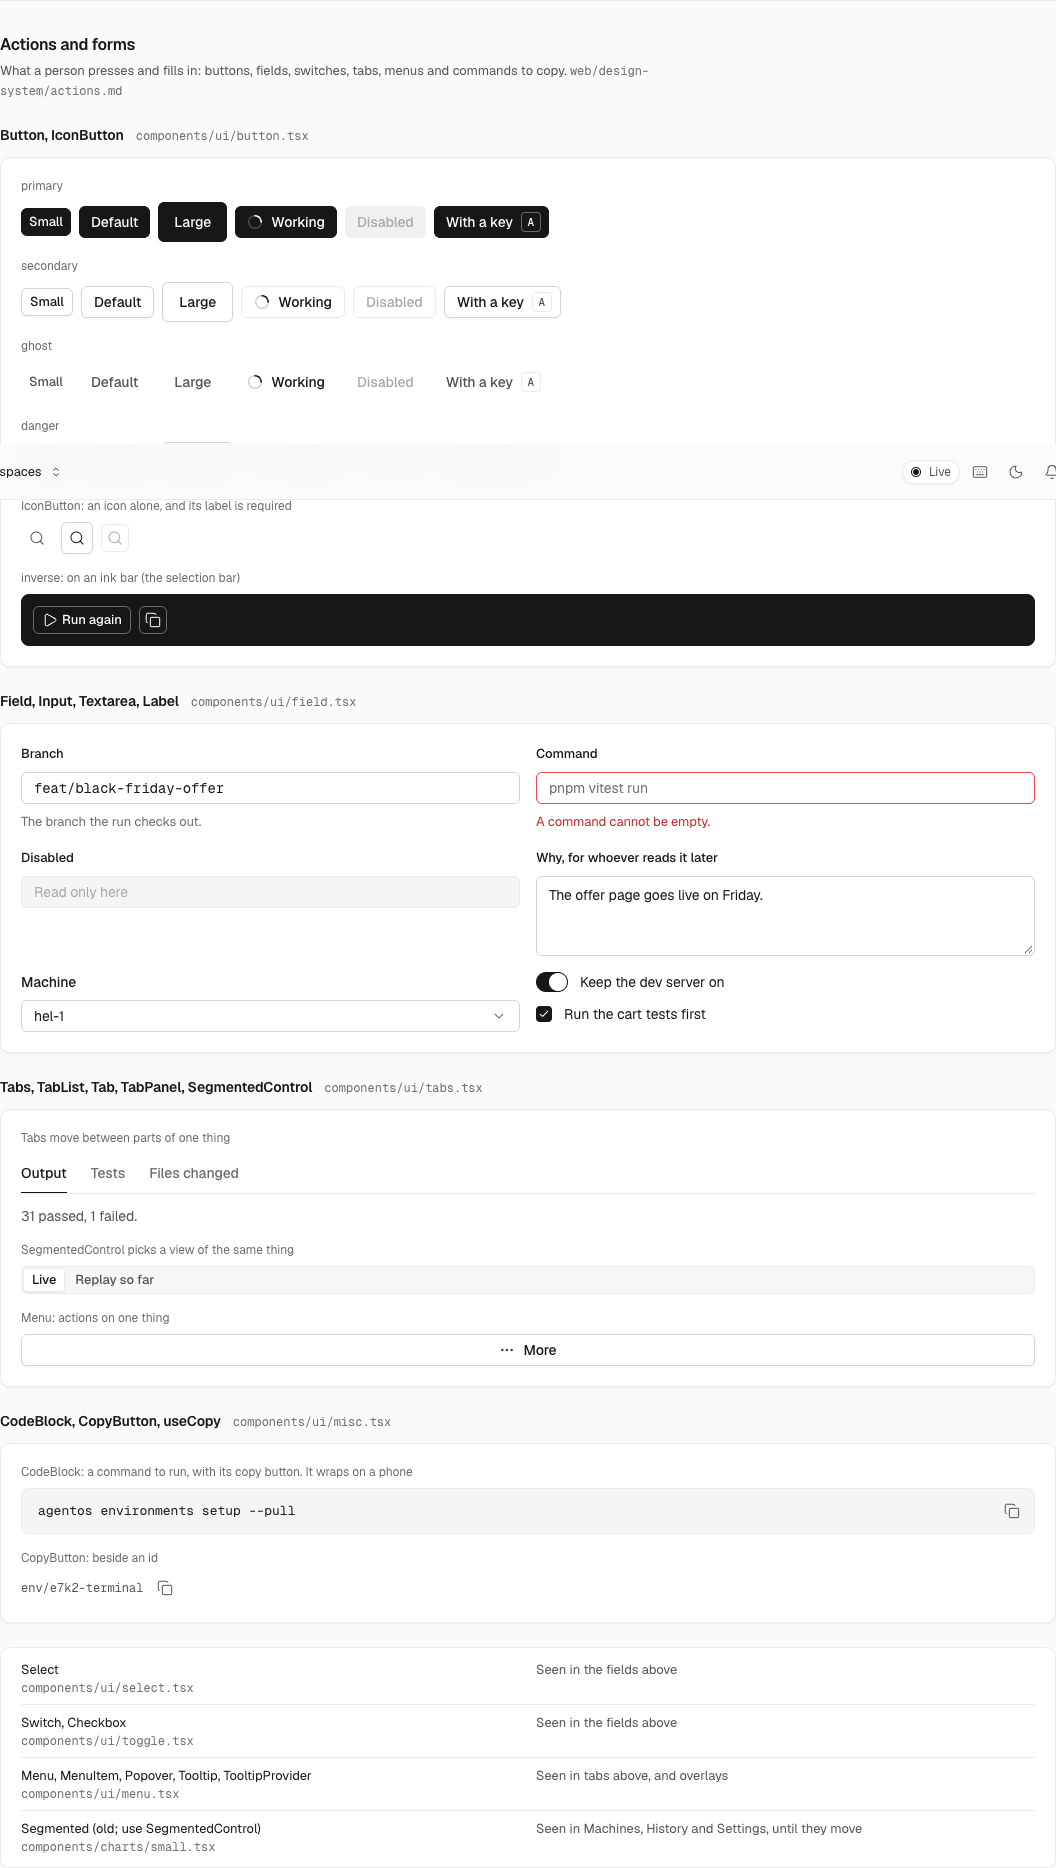 Actions and forms
What a person presses and fills in: buttons, fields, switches, tabs, menus and commands to copy. web/design-
system/actions.md
Button, IconButton components/ui/button.tsx
primary
Small Default Large Working Disabled With a key A
secondary
Small Default Large Working Disabled With a key A
ghost
Small Default Large Working Disabled With a key A
danger
spaces Live
IconButton: an icon alone, and its label is required
inverse: on an ink bar (the selection bar)
Run again
Field, Input, Textarea, Label components/ui/field.tsx
Branch Command
feat/black-friday-offer pnpm vitest run
The branch the run checks out. A command cannot be empty.
Disabled Why, for whoever reads it later
Read only here The offer page goes live on Friday.
Machine Keep the dev server on
hel-1 Run the cart tests first
Tabs, TabList, Tab, TabPanel, SegmentedControl components/ui/tabs.tsx
Tabs move between parts of one thing
Output Tests Files changed
31 passed, 1 failed.
SegmentedControl picks a view of the same thing
Live Replay so far
Menu: actions on one thing
More
CodeBlock, CopyButton, useCopy components/ui/misc.tsx
CodeBlock: a command to run, with its copy button. It wraps on a phone
agentos environments setup --pull
CopyButton: beside an id
env/e7k2-terminal
Select Seen in the fields above
components/ui/select.tsx
Switch, Checkbox Seen in the fields above
components/ui/toggle.tsx
Menu, MenuItem, Popover, Tooltip, TooltipProvider Seen in tabs above, and overlays
components/ui/menu.tsx
Segmented (old; use SegmentedControl) Seen in Machines, History and Settings, until they move
components/charts/small.tsx